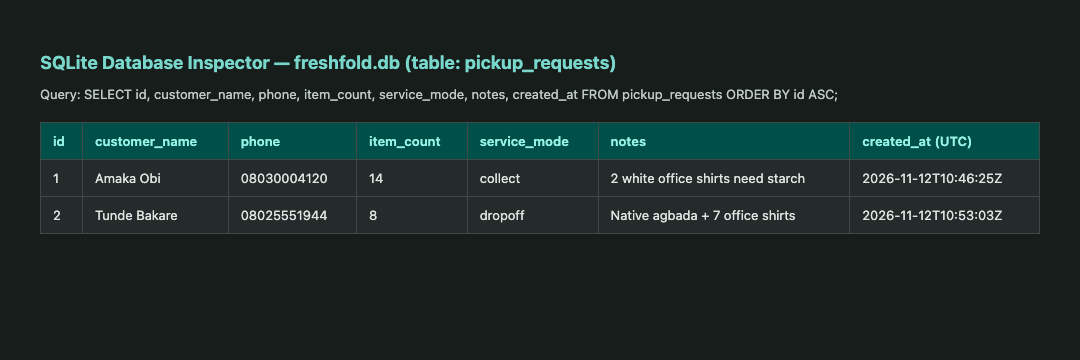 SQLite Database Inspector — freshfold.db (table: pickup_requests)
Query: SELECT id, customer_name, phone, item_count, service_mode, notes, created_at FROM pickup_requests ORDER BY id ASC;
id customer_name phone item_count service_mode notes created_at (UTC)
1 Amaka Obi 08030004120 14 collect 2 white office shirts need starch 2026-11-12T10:46:25Z
2 Tunde Bakare 08025551944 8 dropoff Native agbada + 7 office shirts 2026-11-12T10:53:03Z